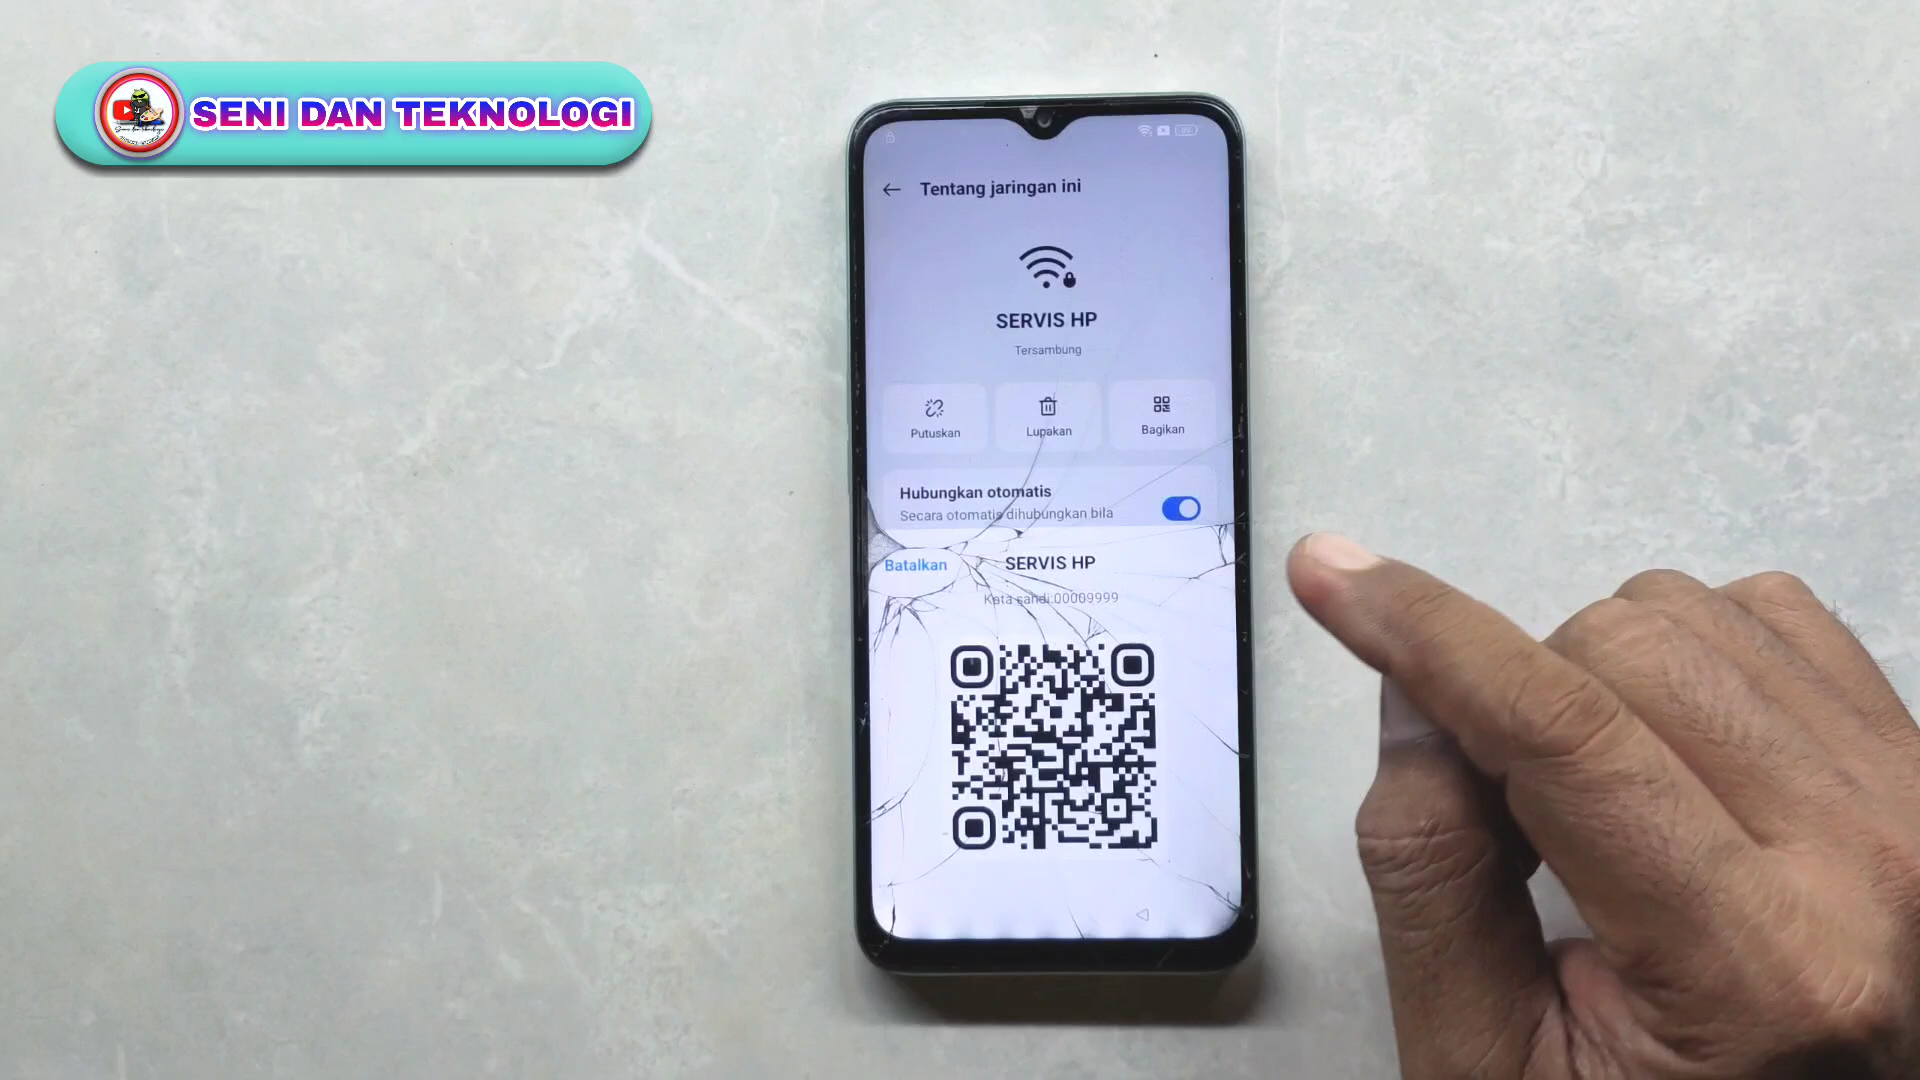 SENI DAN TEKNOLOGI
Tentang jaringan ini
SERVIS HP
Tersambung
Putuskan
Lupakan
Bagikan
Hubungkan otomatis
Secara otomatis dihubungkan bila
Batalkan
SERVIS HP
Kata sandi:00009999